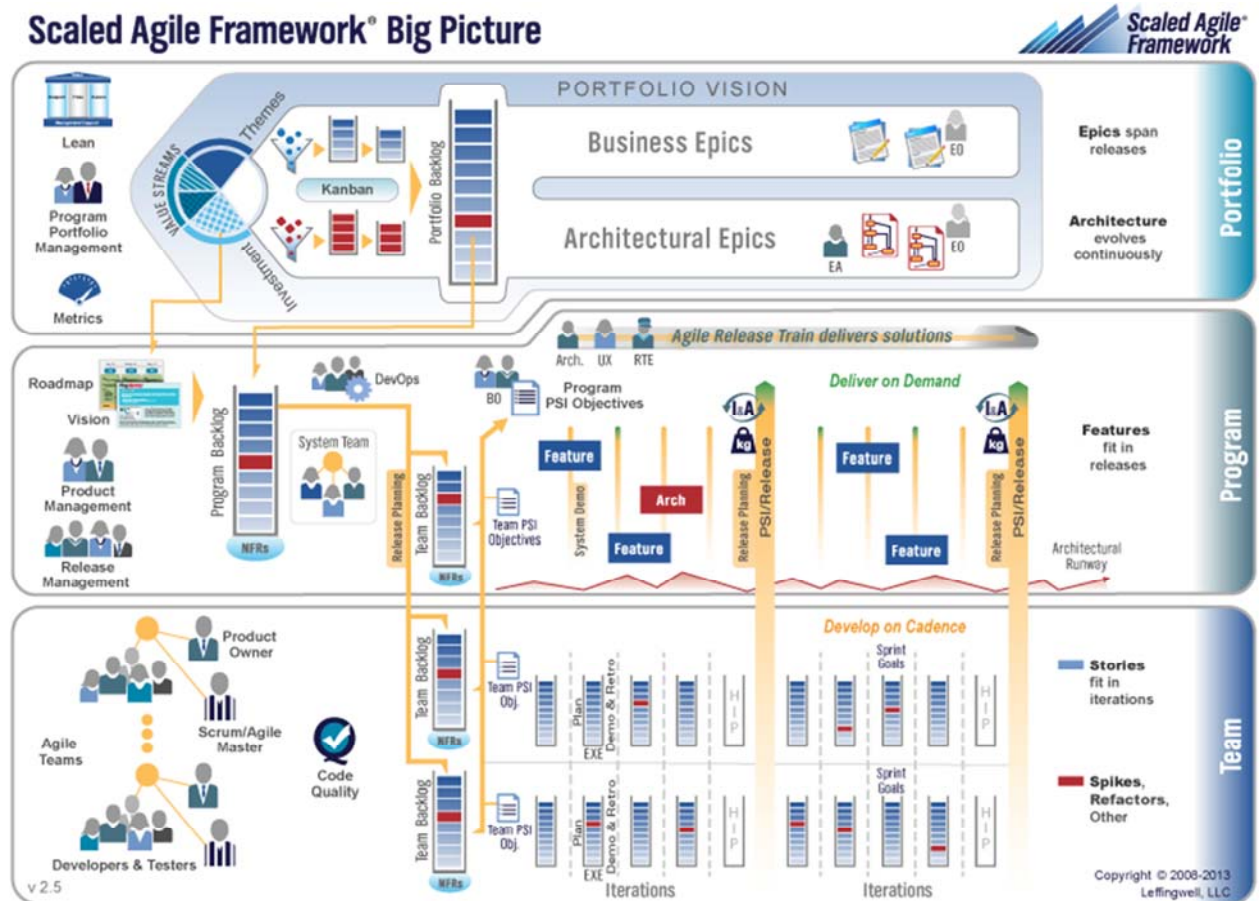 Scaled Agile Framework® Big Picture
Scaled Agile®
Framework
PORTFOLIO VISION
Lean
Program
Portfolio
Management
Metrics
VALUE STREAMS
Themes
Investment
Kanban
Portfolio Backlog
Business Epics
EO
Architectural Epics
EA
EO
Epics span
releases
Architecture
evolves
continuously
Portfolio
Arch.
UX
RTE
Agile Release Train delivers solutions
Roadmap
Vision
Product
Management
Release
Management
Program Backlog
NFRs
DevOps
System Team
Release Planning
Team Backlog
NFRs
BO
Program
PSI Objectives
Team PSI
Objectives
Feature
System Demo
Feature
Arch
I&A
kg
Release Planning
PSI/Release
Deliver on Demand
Feature
Feature
I&A
kg
Release Planning
PSI/Release
Features
fit in
releases
Architectural
Runway
Program
Product
Owner
Scrum/Agile
Master
Agile
Teams
Developers & Testers
Code
Quality
Team Backlog
NFRs
Team PSI
Obj.
Plan
EXE
Demo & Retro
HIP
Develop on Cadence
Sprint
Goals
HIP
Stories
fit in
iterations
Team Backlog
NFRs
Team PSI
Obj.
Plan
EXE
Demo & Retro
HIP
Sprint
Goals
HIP
Spikes,
Refactors,
Other
Iterations
Iterations
Team
v 2.5
Copyright © 2008-2013
Leffingwell, LLC